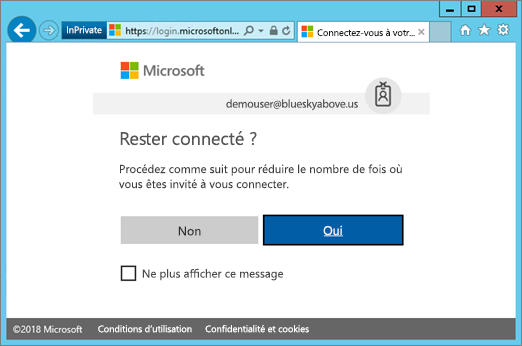 InPrivate https://login.microsoftonl... Connectez-vous à votr...
Microsoft
demouser@blueskyabove.us
Rester connecté ?
Procédez comme suit pour réduire le nombre de fois où
vous êtes invité à vous connecter.
Non Oui
Ne plus afficher ce message
©2018 Microsoft Conditions d'utilisation Confidentialité et cookies